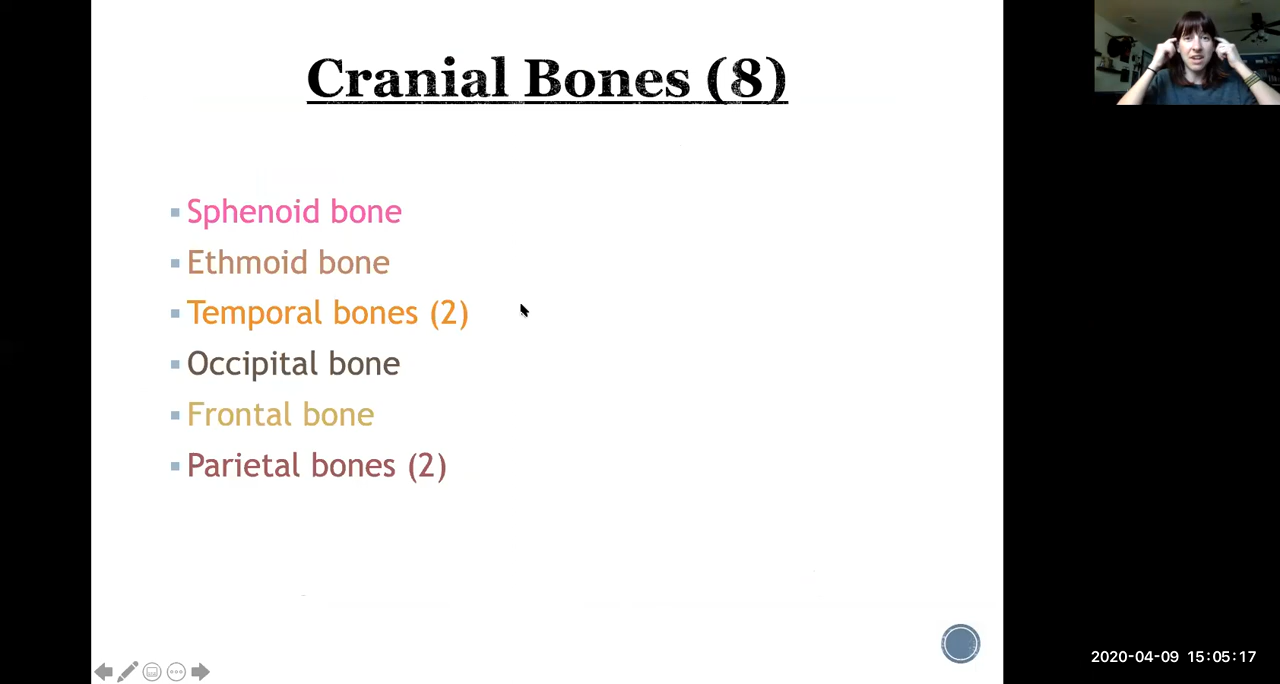 Cranial Bones (8)
Sphenoid bone
Ethmoid bone
Temporal bones (2)
Occipital bone
Frontal bone
Parietal bones (2)
2020-04-09 15:05:17